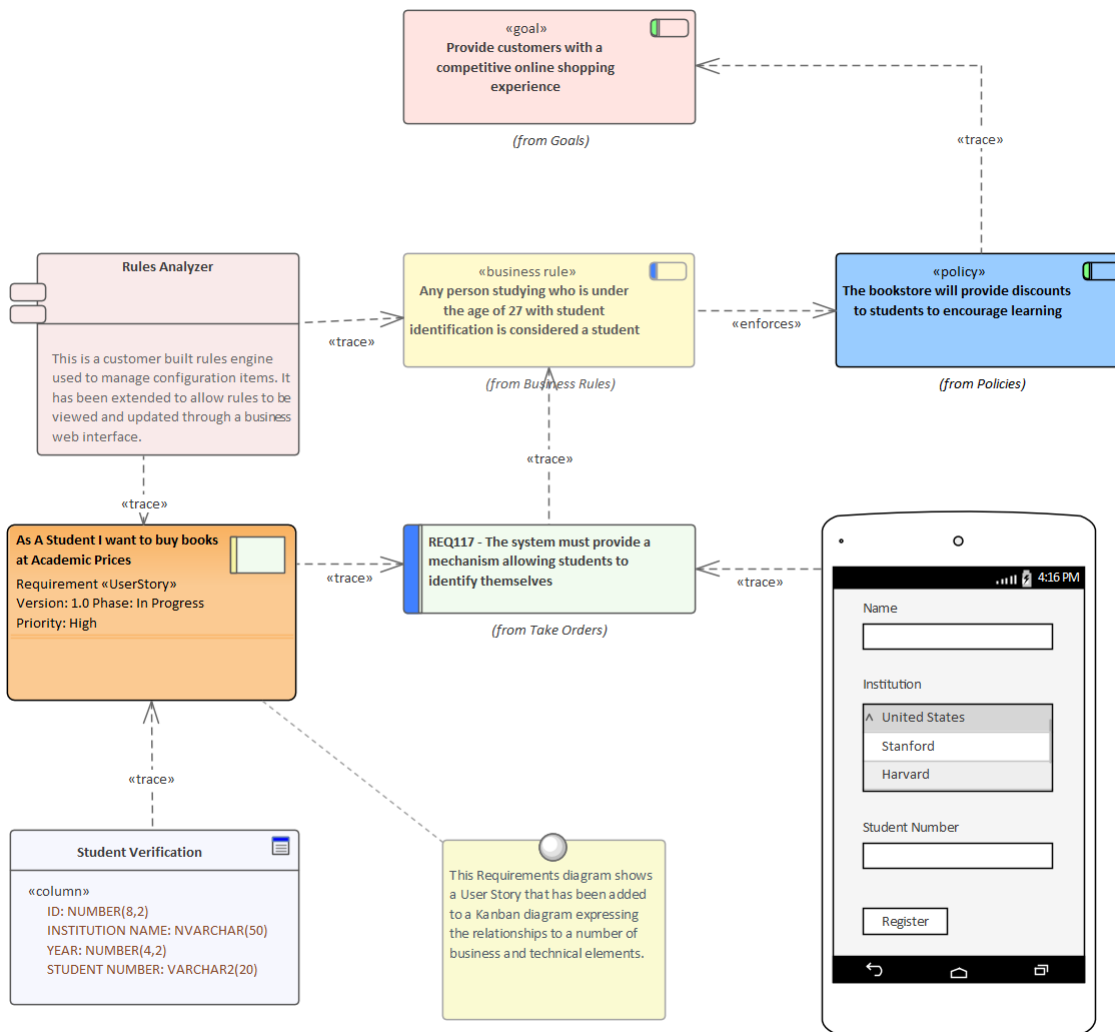 «goal»
Provide customers with a
competitive online shopping
experience
(from Goals)
«trace»
Rules Analyzer
This is a customer built rules engine
used to manage configuration items. It
has been extended to allow rules to be
viewed and updated through a business
web interface.
«trace»
«business rule»
Any person studying who is under
the age of 27 with student
identification is considered a student
(from Business Rules)
«enforces»
«policy»
The bookstore will provide discounts
to students to encourage learning
(from Policies)
«trace»
«trace»
As A Student I want to buy books
at Academic Prices
Requirement «UserStory»
Version: 1.0 Phase: In Progress
Priority: High
«trace»
REQ117 - The system must provide a
mechanism allowing students to
identify themselves
(from Take Orders)
«trace»
4:16 PM
Name
Institution
^ United States
Stanford
Harvard
Student Number
Register
«trace»
Student Verification
«column»
ID: NUMBER(8,2)
INSTITUTION NAME: NVARCHAR(50)
YEAR: NUMBER(4,2)
STUDENT NUMBER: VARCHAR2(20)
This Requirements diagram shows
a User Story that has been added
to a Kanban diagram expressing
the relationships to a number of
business and technical elements.